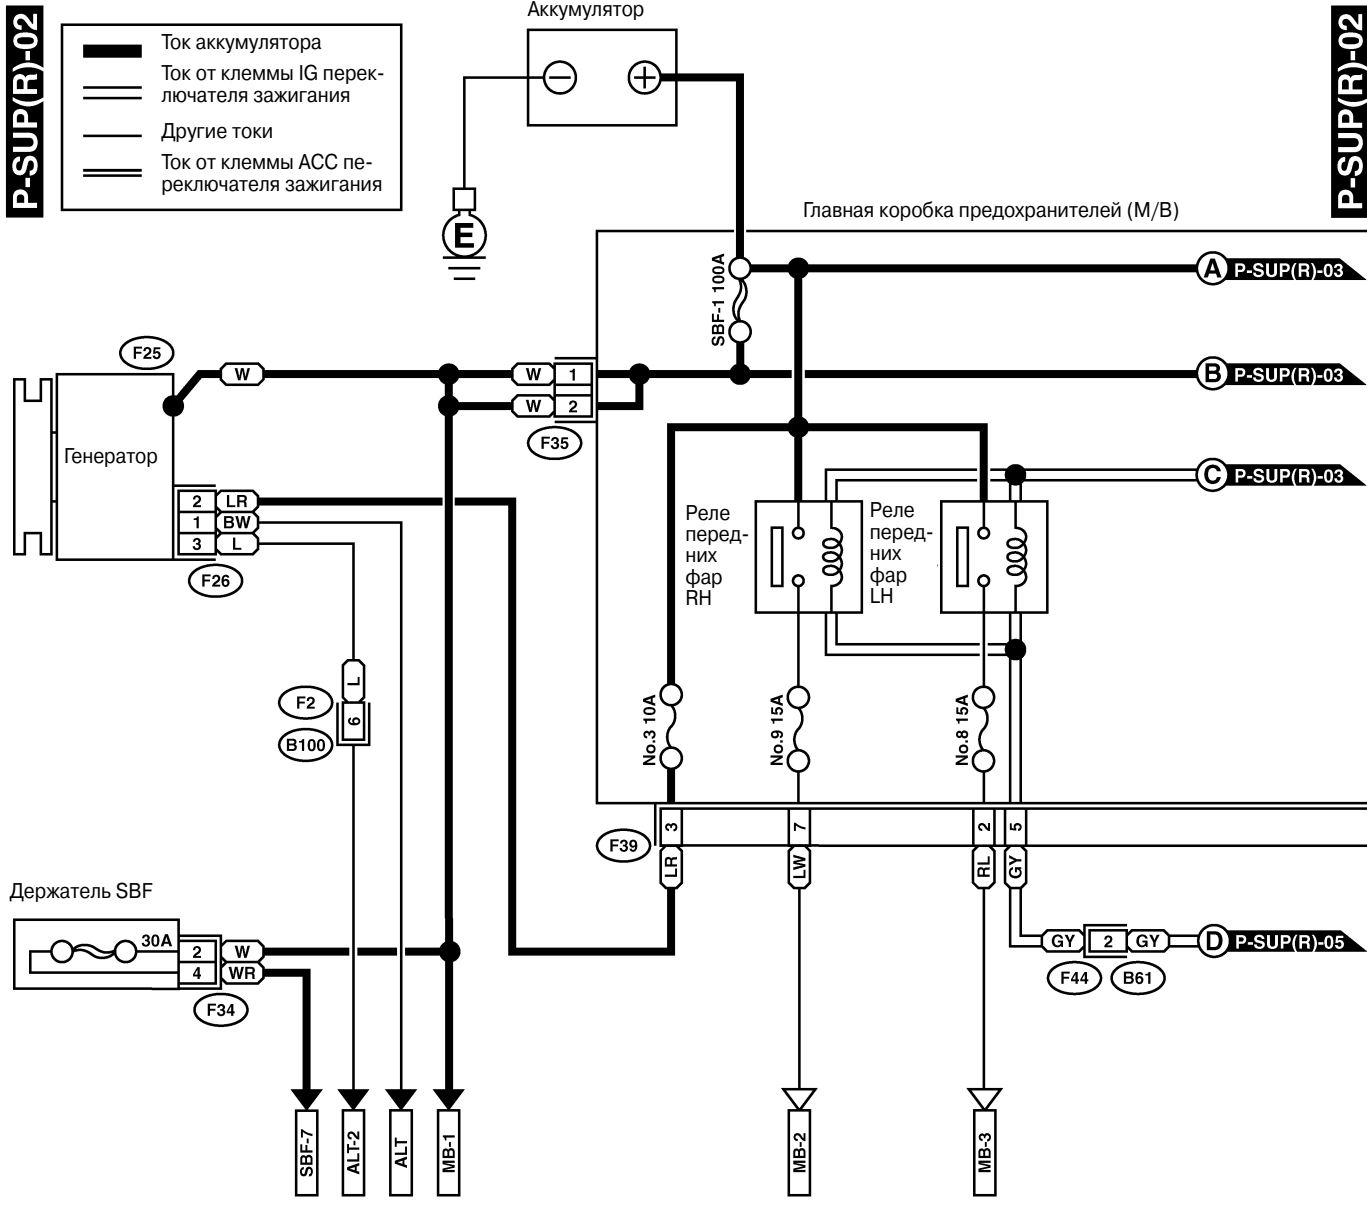 P-SUP(R)-02
Ток аккумулятора
Ток от клеммы IG перек-
лючателя зажигания
Другие токи
Ток от клеммы ACC пе-
реключателя зажигания
Аккумулятор
P-SUP(R)-02
− +
E
Главная коробка предохранителей (M/B)
SBF-1 100A
A P-SUP(R)-03
F25
W
W 1
B P-SUP(R)-03
W 2
F35
Генератор
C P-SUP(R)-03
2 LR
1 BW
3 L
F26
Реле
перед-
них
фар
RH
Реле
перед-
них
фар
LH
L
F2
6
B100
No.3 10A
No.9 15A
No.8 15A
F39
3
7
2
5
LR
LW
RL
GY
Держатель SBF
30A
2 W
4 WR
F34
GY 2 GY
D P-SUP(R)-05
F44
B61
SBF-7
ALT-2
ALT
MB-1
MB-2
MB-3